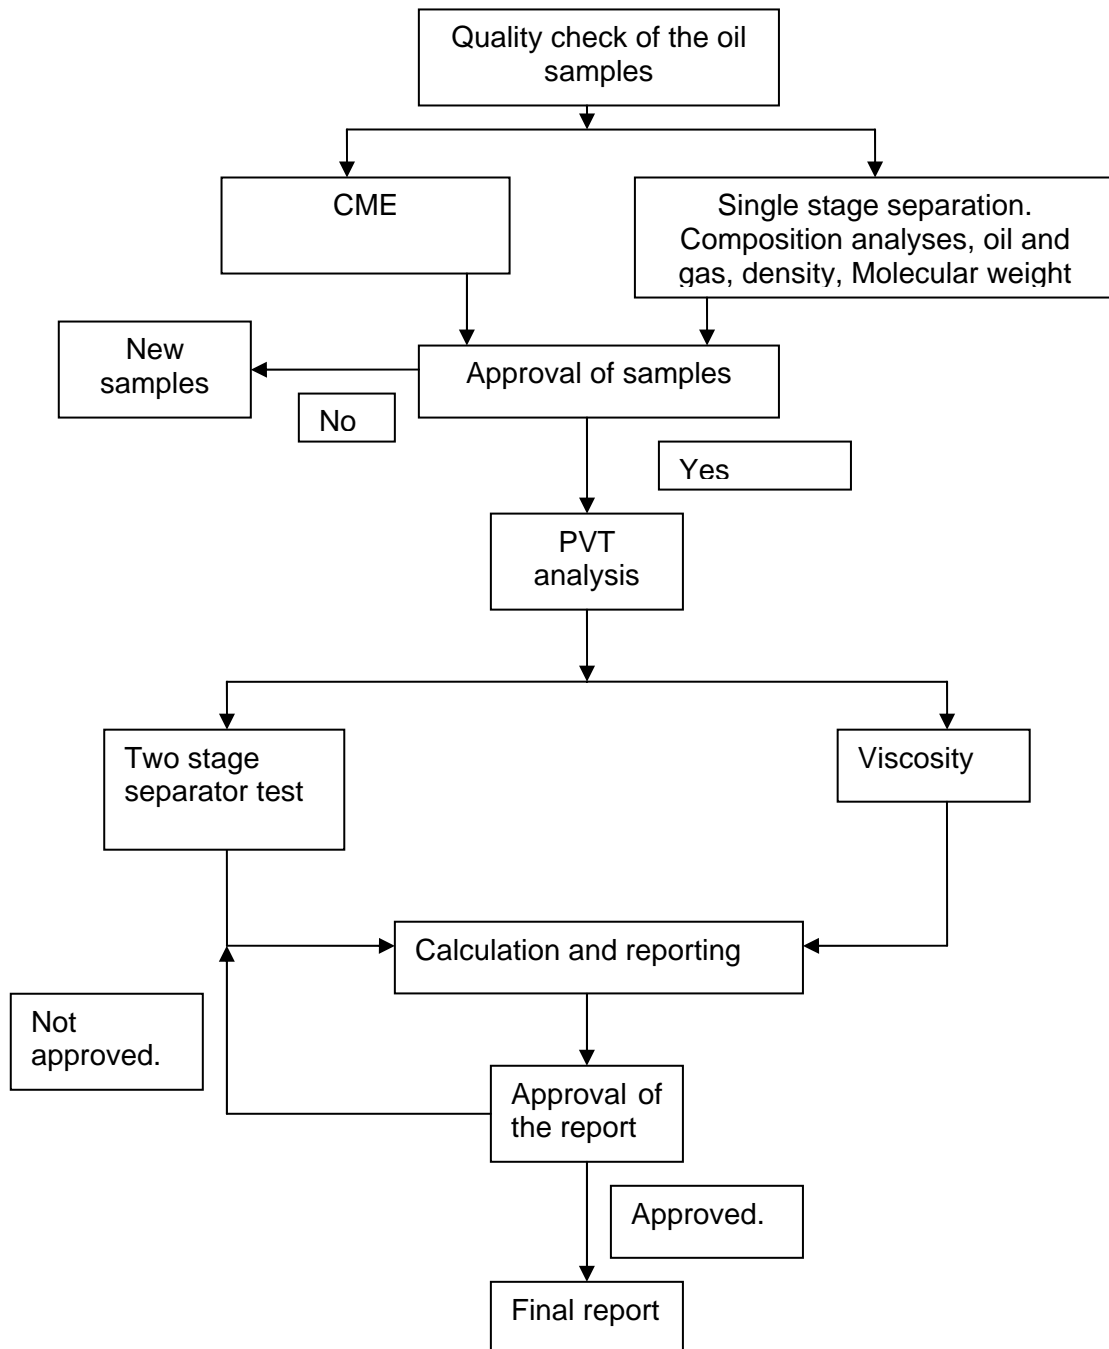 Quality check of the oil
samples
CME
Single stage separation.
Composition analyses, oil and
gas, density, Molecular weight
New
samples
Approval of samples
No
Yes
PVT
analysis
Two stage
separator test
Viscosity
Calculation and reporting
Not
approved.
Approval of
the report
Approved.
Final report